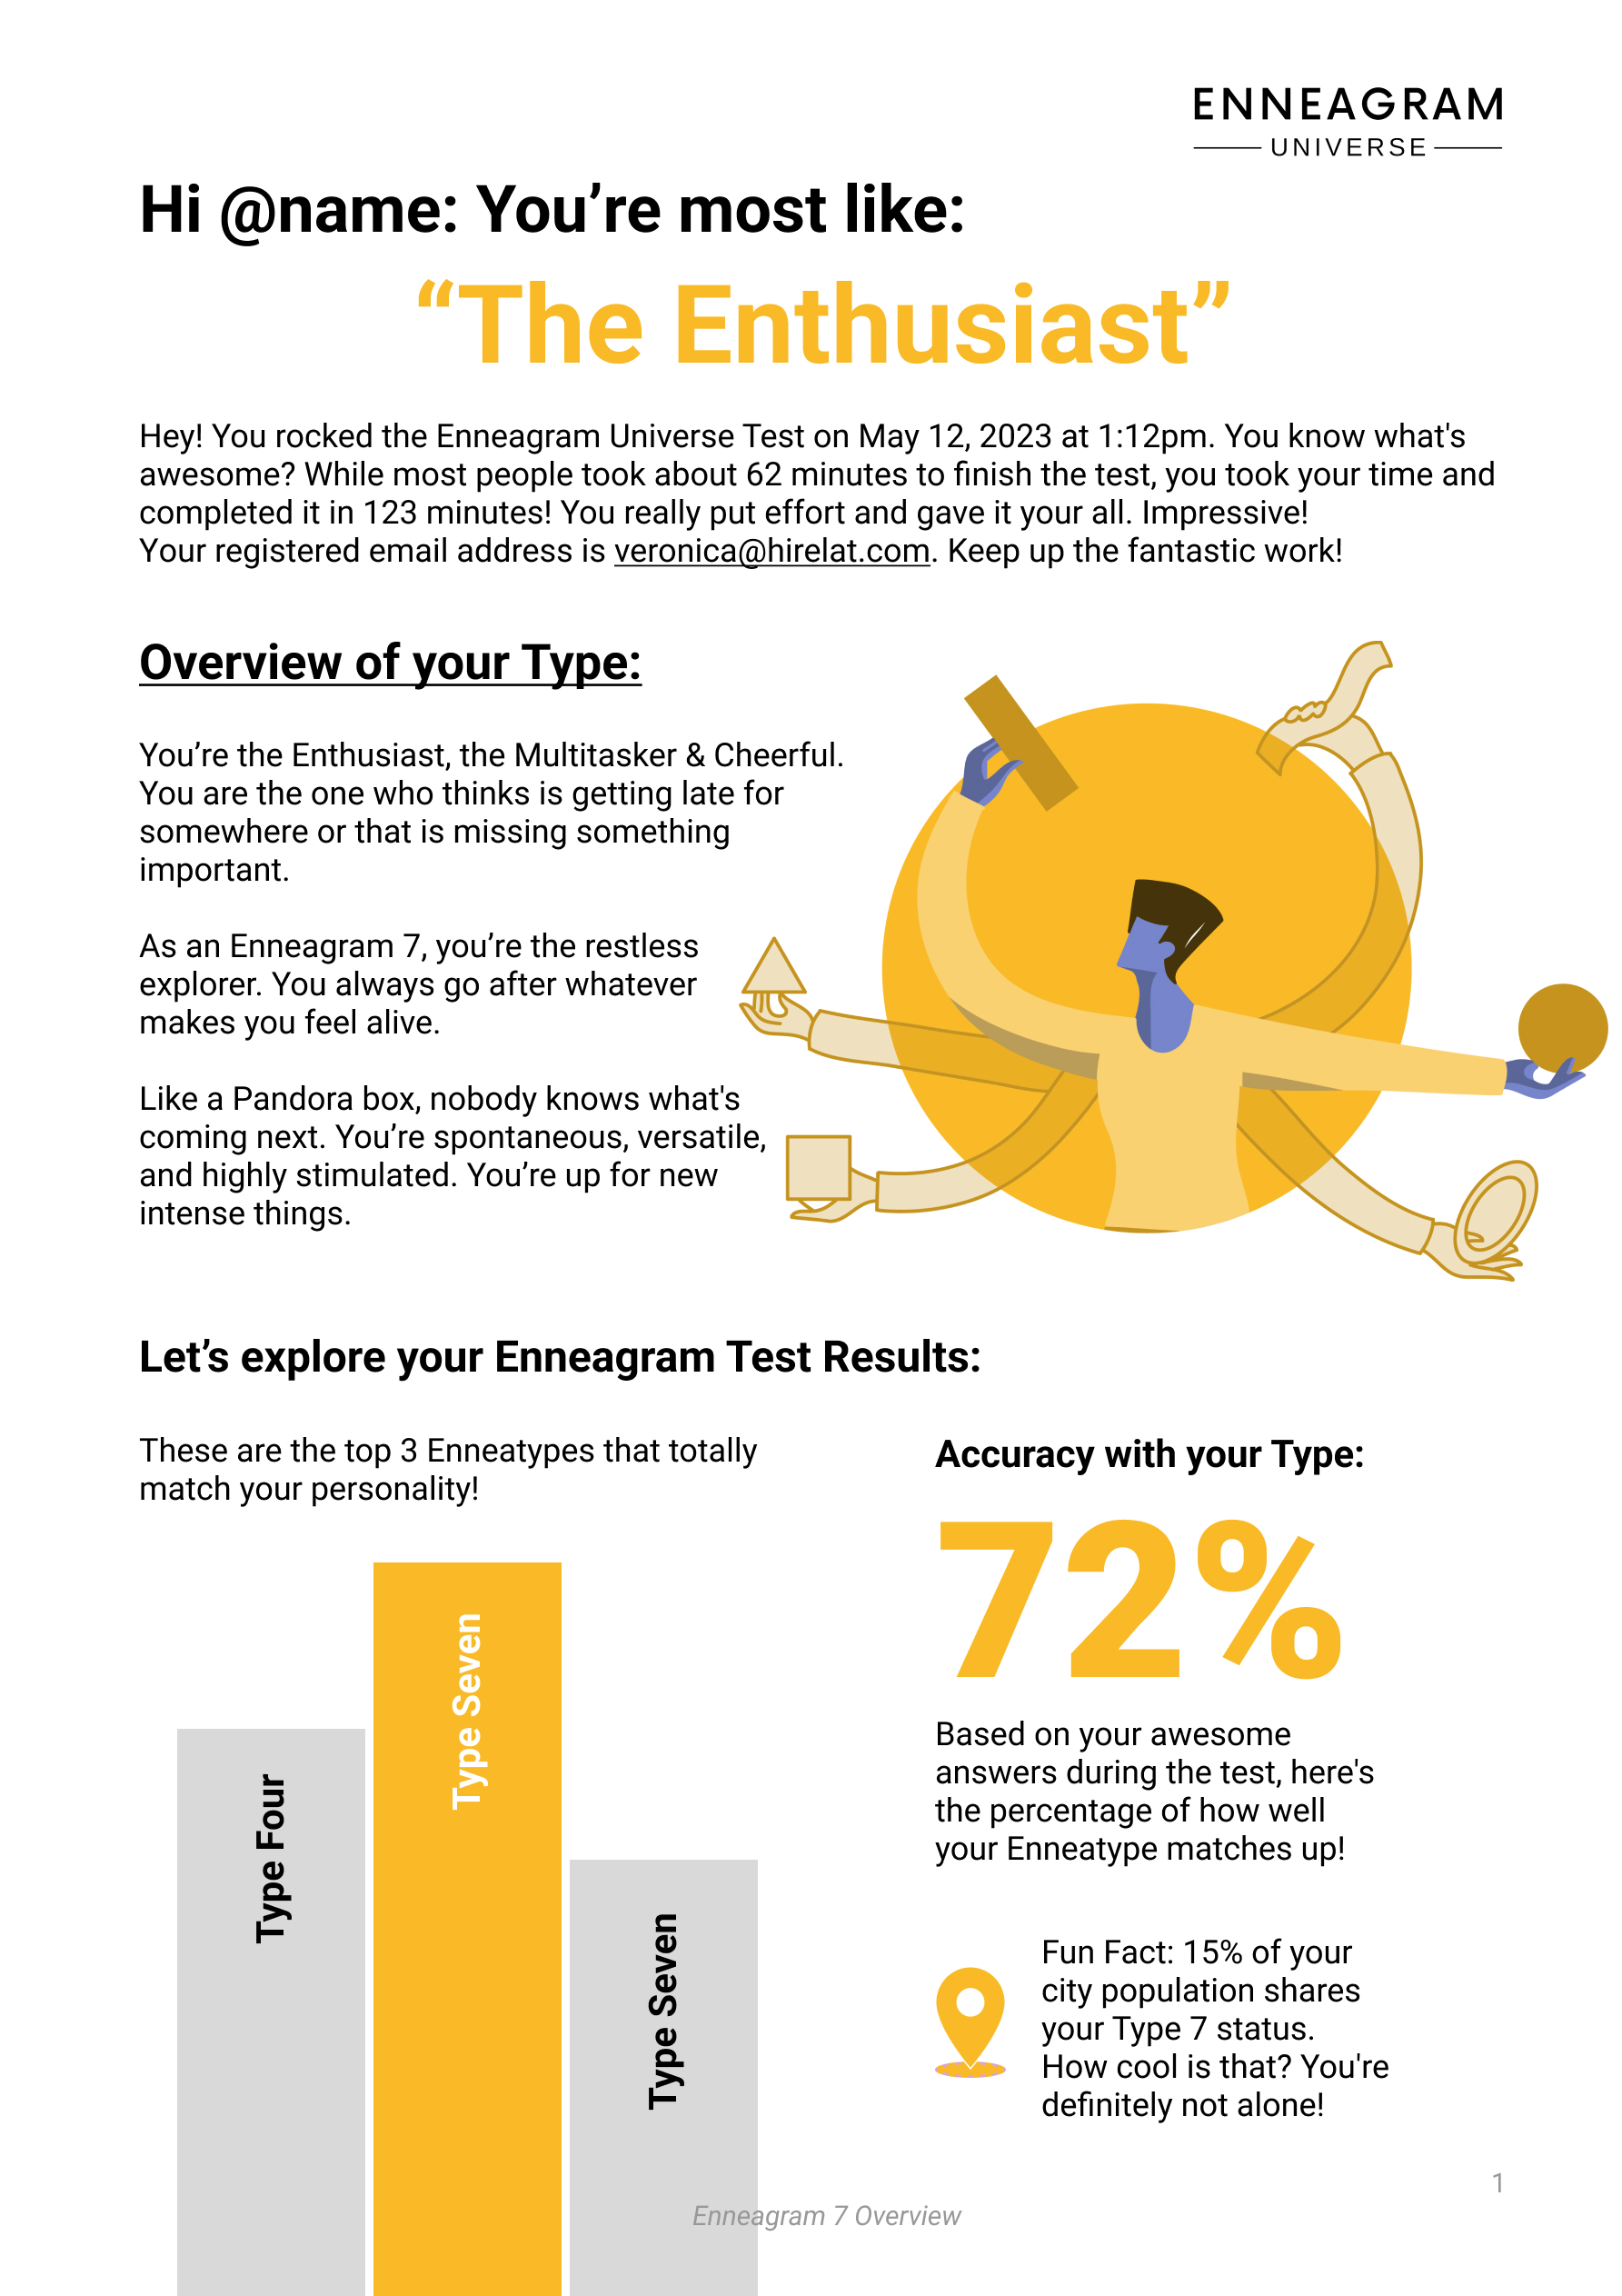 ENNEAGRAM
UNIVERSE
Hi @name: You’re most like:
“The Enthusiast”
Hey! You rocked the Enneagram Universe Test on May 12, 2023 at 1:12pm. You know what's
awesome? While most people took about 62 minutes to finish the test, you took your time and
completed it in 123 minutes! You really put effort and gave it your all. Impressive!
Your registered email address is veronica@hirelat.com. Keep up the fantastic work!
Overview of your Type:
You’re the Enthusiast, the Multitasker & Cheerful.
You are the one who thinks is getting late for
somewhere or that is missing something
important.
As an Enneagram 7, you’re the restless
explorer. You always go after whatever
makes you feel alive.
Like a Pandora box, nobody knows what's
coming next. You’re spontaneous, versatile,
and highly stimulated. You’re up for new
intense things.
Let’s explore your Enneagram Test Results:
These are the top 3 Enneatypes that totally
match your personality!
Type Four
Type Seven
Type Seven
Accuracy with your Type:
72%
Based on your awesome
answers during the test, here's
the percentage of how well
your Enneatype matches up!
Fun Fact: 15% of your
city population shares
your Type 7 status.
How cool is that? You're
definitely not alone!
1
Enneagram 7 Overview